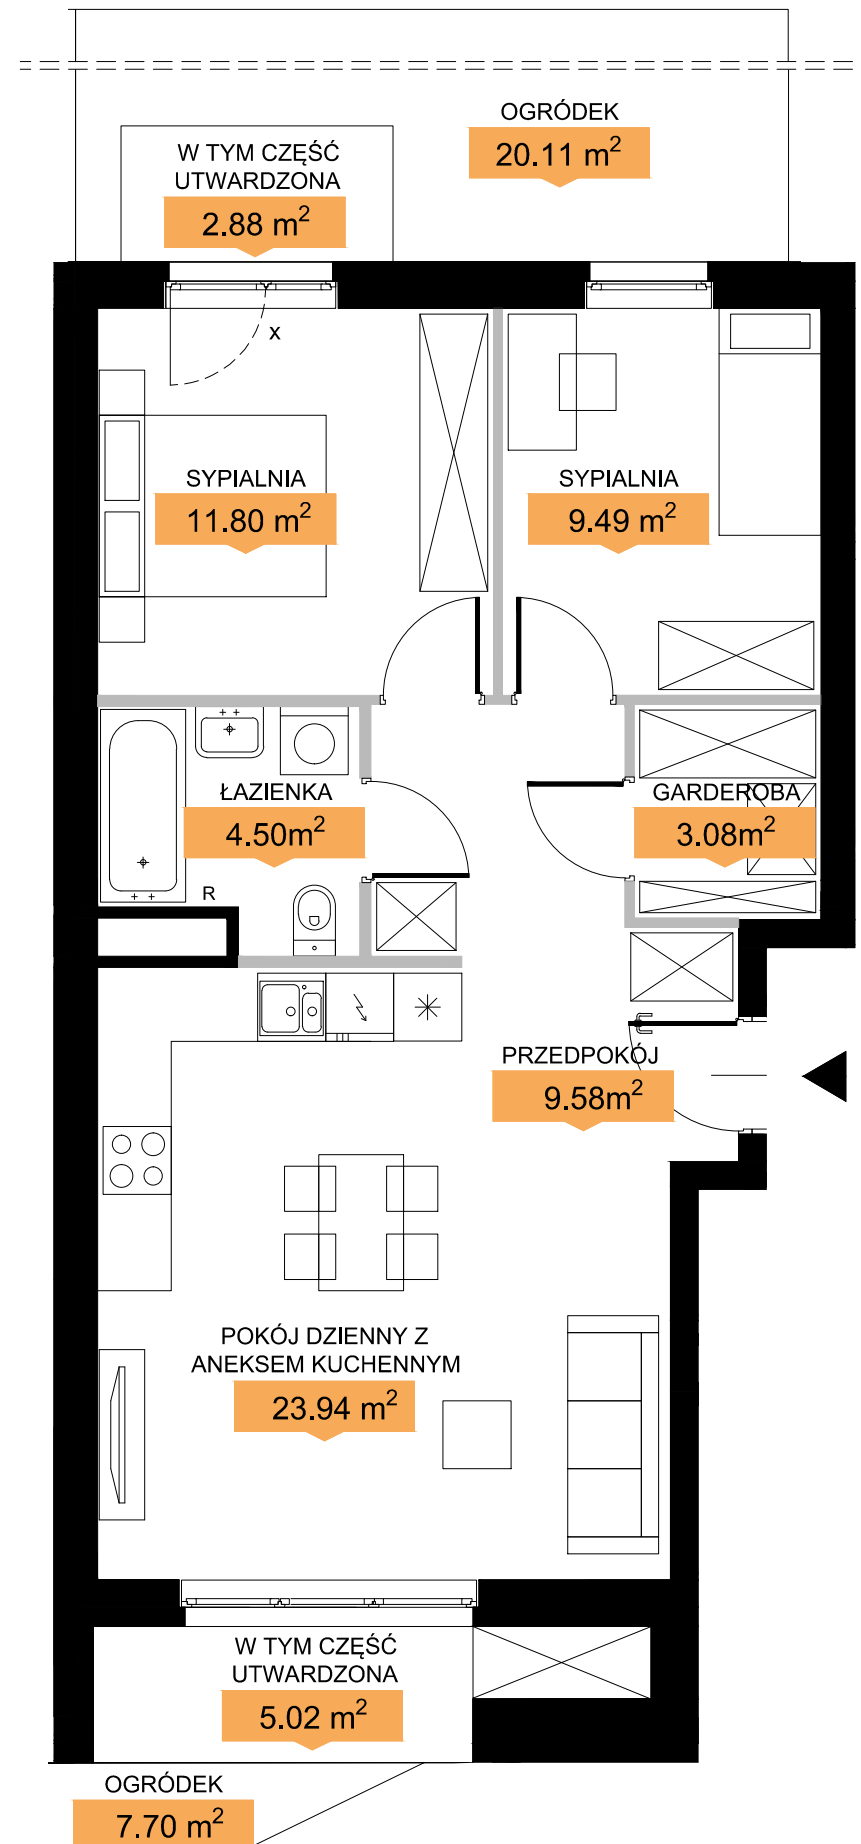 OGRÓDEK
20.11 m²
W TYM CZĘŚĆ
UTWARDZONA
2.88 m²
x
SYPIALNIA
11.80 m²
SYPIALNIA
9.49 m²
ŁAZIENKA
4.50m²
GARDEROBA
3.08m²
R
PRZEDPOKÓJ
9.58m²
POKÓJ DZIENNY Z
ANEKSEM KUCHENNYM
23.94 m²
W TYM CZĘŚĆ
UTWARDZONA
5.02 m²
OGRÓDEK
7.70 m²